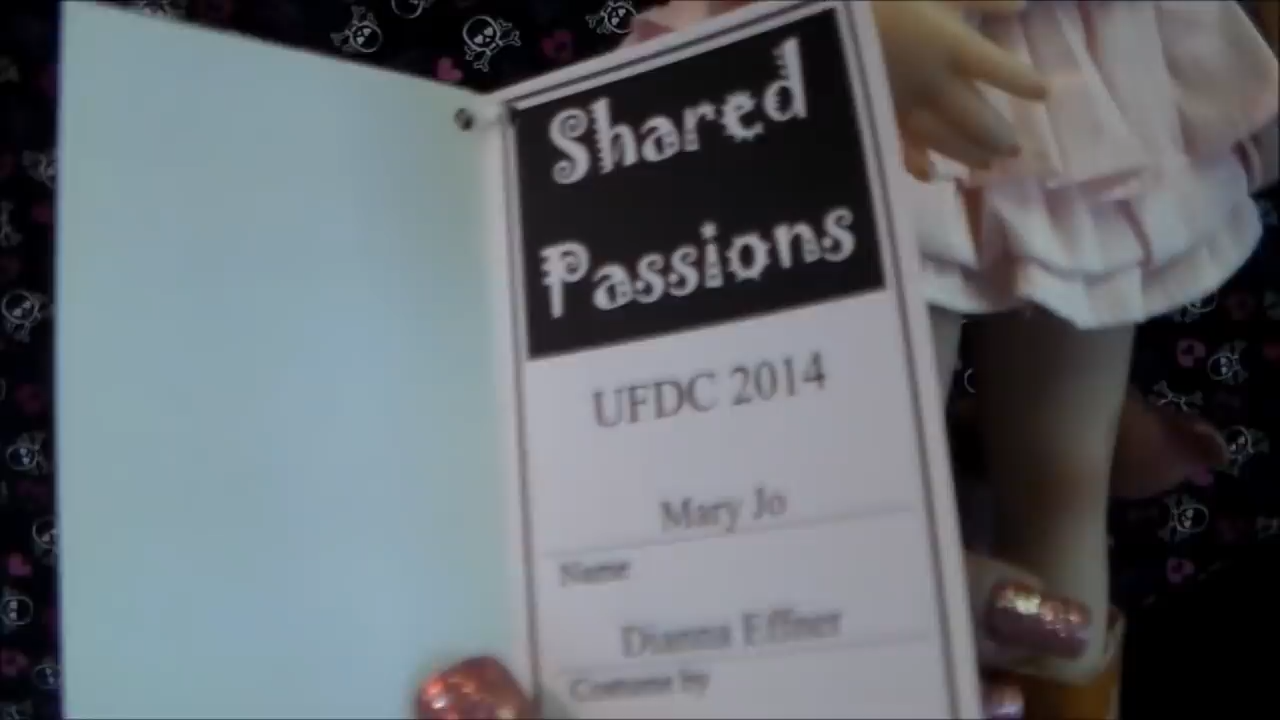 Shared
Passions
UFDC 2014
Mary Jo
Name
Dianna Effner
Costume by